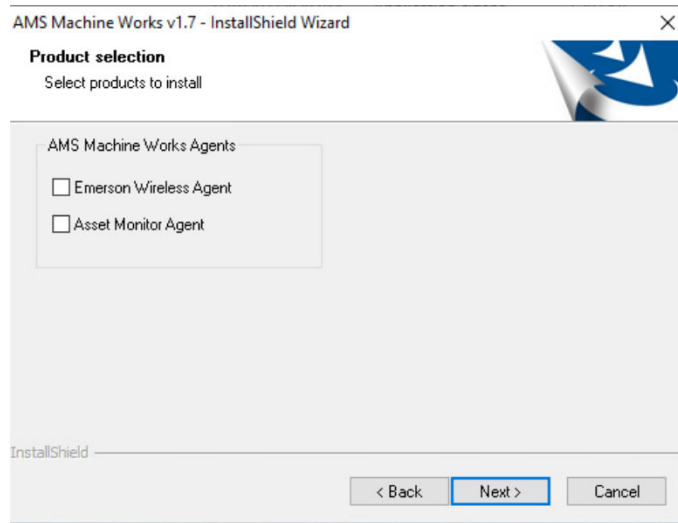 AMS Machine Works v1.7 - InstallShield Wizard
Product selection
Select products to install
AMS Machine Works Agents
Emerson Wireless Agent
Asset Monitor Agent
InstallShield
< Back
Next >
Cancel